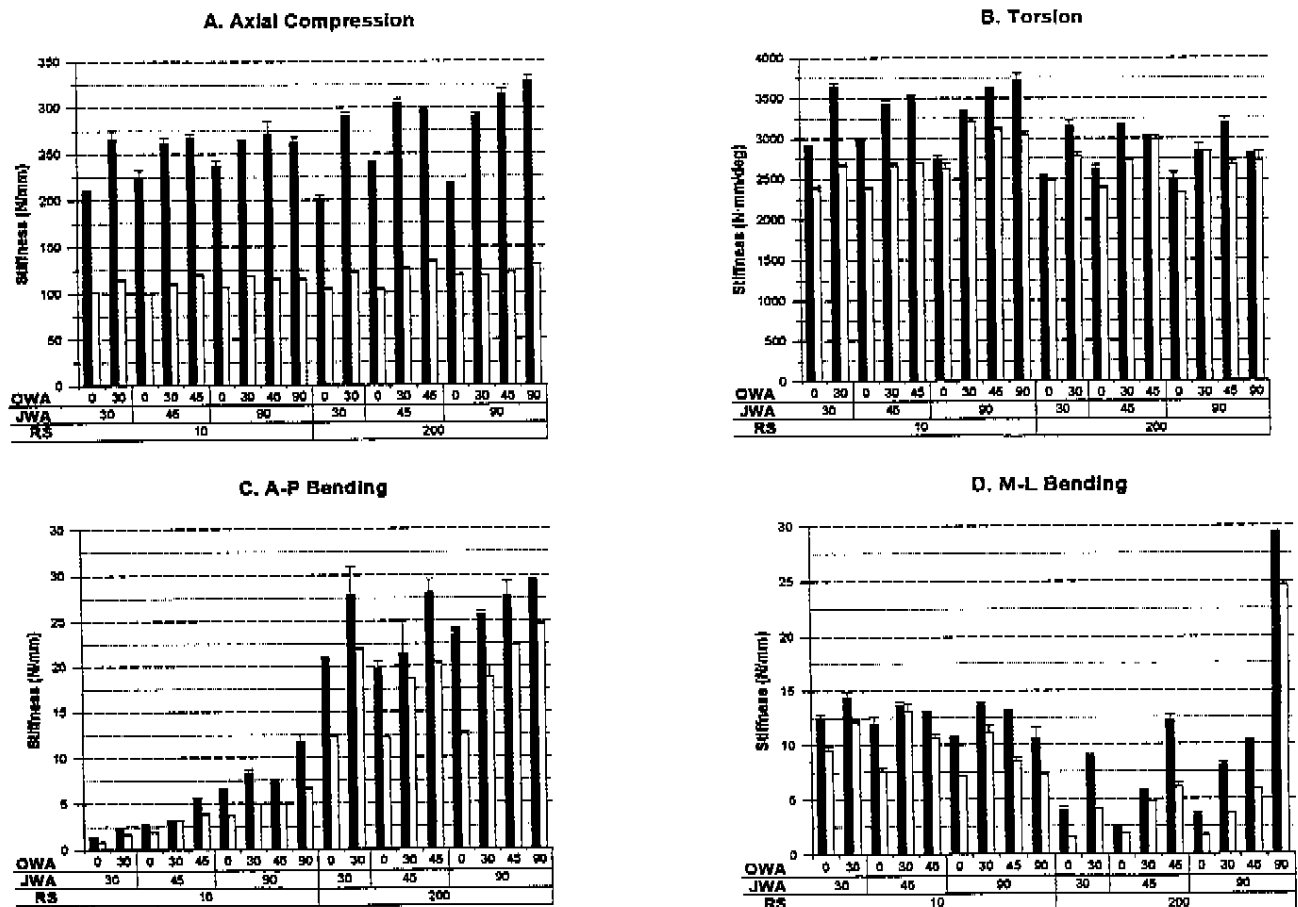 A. Axial Compression
350
300
250
200
150
100
50
0
Stiffness (N/mm)
OWA 0 30 0 30 45 0 30 45 90 0 30 0 30 45 0 30 45 90
JWA 30 45 90 30 45 90
RS 10 200
B. Torsion
4000
3500
3000
2500
2000
1500
1000
500
0
Stiffness (N·mm/deg)
OWA 0 30 0 30 45 0 30 45 90 0 30 0 30 45 0 30 45 90
JWA 30 45 90 30 45 90
RS 10 200
C. A-P Bending
35
30
25
20
15
10
5
0
Stiffness (N/mm)
OWA 0 30 0 30 45 0 30 45 90 0 30 0 30 45 0 30 45 90
JWA 30 45 90 30 45 90
RS 10 200
D. M-L Bending
30
25
20
15
10
5
0
Stiffness (N/mm)
OWA 0 30 0 30 45 0 30 45 90 0 30 0 30 45 0 30 45 90
JWA 30 45 90 30 45 90
RS 10 200